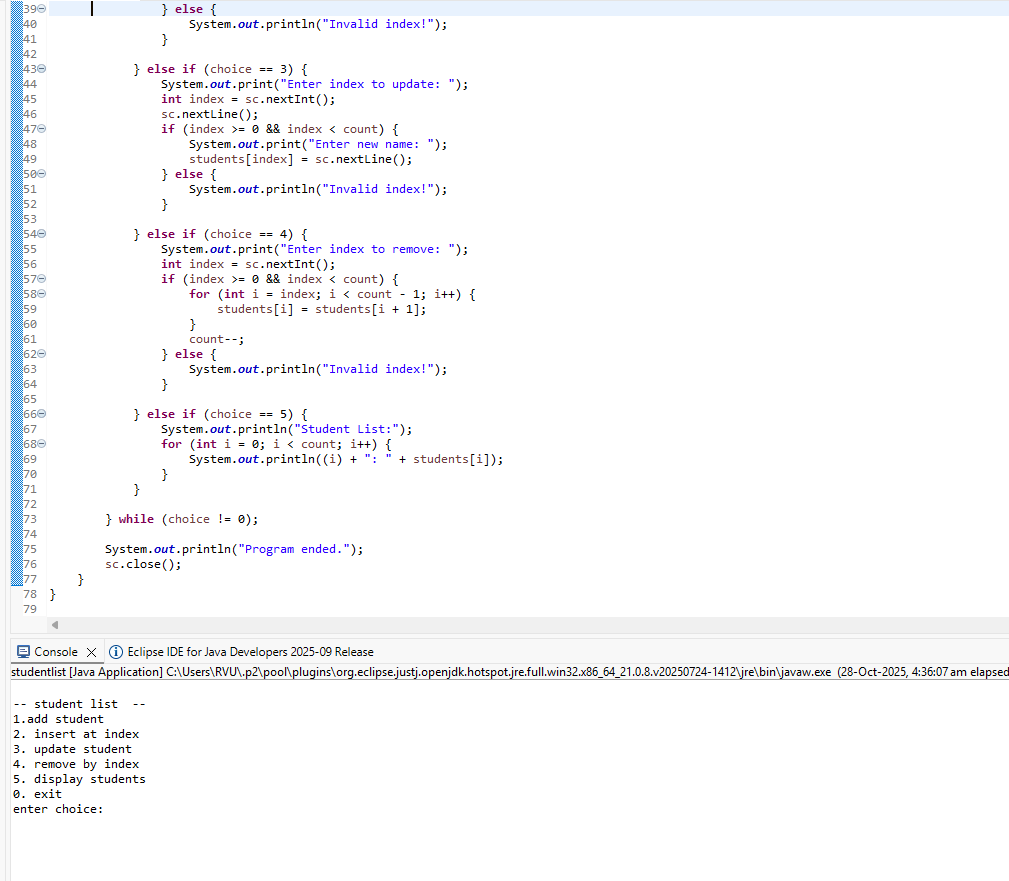 39 } else {
40 System.out.println("Invalid index!");
41 }
42
43 } else if (choice == 3) {
44 System.out.print("Enter index to update: ");
45 int index = sc.nextInt();
46 sc.nextLine();
47 if (index >= 0 && index < count) {
48 System.out.print("Enter new name: ");
49 students[index] = sc.nextLine();
50 } else {
51 System.out.println("Invalid index!");
52 }
53
54 } else if (choice == 4) {
55 System.out.print("Enter index to remove: ");
56 int index = sc.nextInt();
57 if (index >= 0 && index < count) {
58 for (int i = index; i < count - 1; i++) {
59 students[i] = students[i + 1];
60 }
61 count--;
62 } else {
63 System.out.println("Invalid index!");
64 }
65
66 } else if (choice == 5) {
67 System.out.println("Student List:");
68 for (int i = 0; i < count; i++) {
69 System.out.println((i) + ": " + students[i]);
70 }
71 }
72
73 } while (choice != 0);
74
75 System.out.println("Program ended.");
76 sc.close();
77 }
78 }
79
Console Eclipse IDE for Java Developers 2025-09 Release
studentlist [Java Application] C:\Users\RVU\.p2\pool\plugins\org.eclipse.justj.openjdk.hotspot.jre.full.win32.x86_64_21.0.8.v20250724-1412\jre\bin\javaw.exe (28-Oct-2025, 4:36:07 am elapsed
-- student list --
1.add student
2. insert at index
3. update student
4. remove by index
5. display students
0. exit
enter choice: